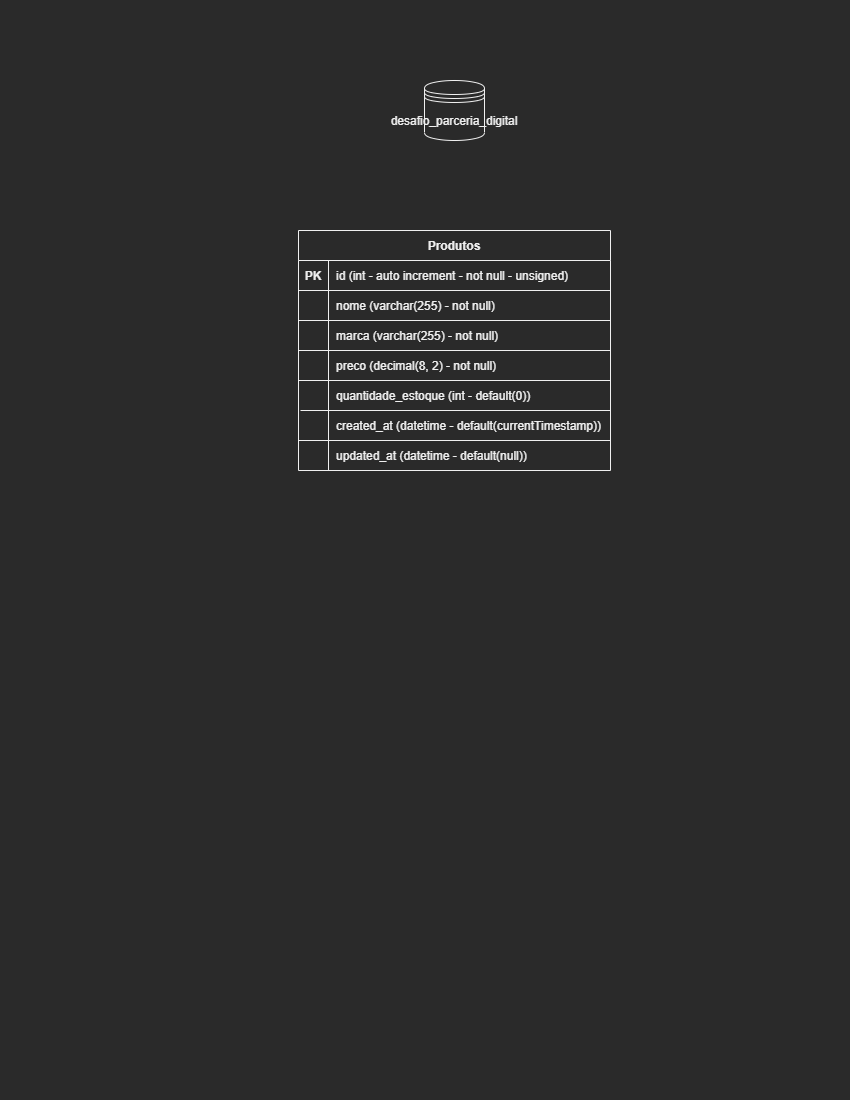 desafio_parceria_digital
Produtos
PK id (int - auto increment - not null - unsigned)
nome (varchar(255) - not null)
marca (varchar(255) - not null)
preco (decimal(8, 2) - not null)
quantidade_estoque (int - default(0))
created_at (datetime - default(currentTimestamp))
updated_at (datetime - default(null))